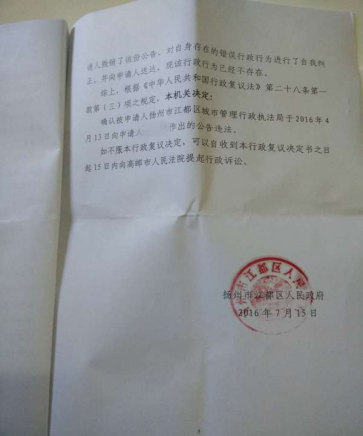 请人撤销了该份公告，对自身存在的错误行政行为进行了自我纠
正，并向申请人送达，现该行政行为已经不存在。
综上，根据《中华人民共和国行政复议法》第二十八条第一
款第（三）项之规定，本机关决定：
确认被申请人扬州市江都区城市管理行政执法局于2016年4
月13日向申请人 作出的公告违法。
如不服本行政复议决定，可以自收到本行政复议决定书之日
起15日内向高邮市人民法院提起行政诉讼。
扬州市江都区人民政府
2016年7月15日